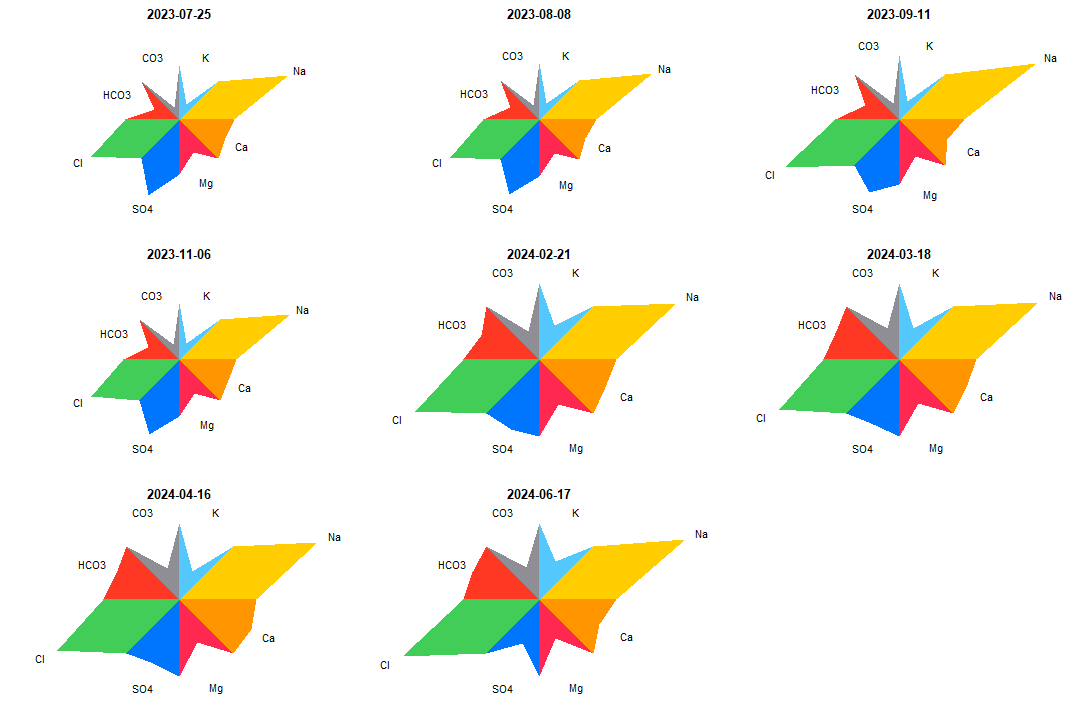 2023-07-25
CO3 K
Na
HCO3
Ca
Cl
Mg
SO4
2023-08-08
CO3 K
Na
HCO3
Ca
Cl
Mg
SO4
2023-09-11
CO3 K
Na
HCO3
Ca
Cl
Mg
SO4
2023-11-06
CO3 K
Na
HCO3
Ca
Cl
Mg
SO4
2024-02-21
CO3 K
Na
HCO3
Ca
Cl
SO4 Mg
2024-03-18
CO3 K
Na
HCO3
Ca
Cl
SO4 Mg
2024-04-16
CO3 K
Na
HCO3
Ca
Cl
SO4 Mg
2024-06-17
CO3 K
Na
HCO3
Ca
Cl
SO4 Mg